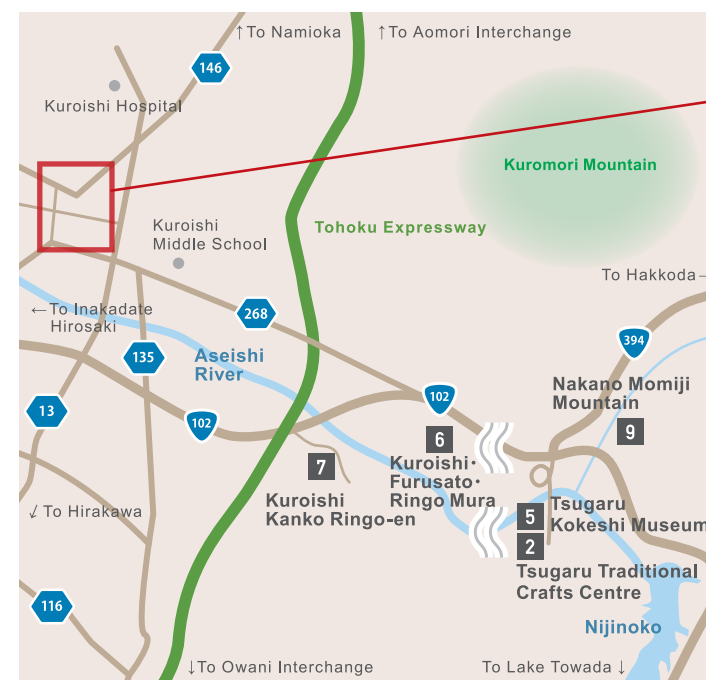 ↑To Namioka
↑To Aomori Interchange
146
Kuroishi Hospital
Kuromori Mountain
Kuroishi
Middle School
Tohoku Expressway
To Hakkoda
←To Inakadate
Hirosaki
268
394
135
Aseishi
River
Nakano Momiji
Mountain
102
13
102
9
6
Kuroishi・
Furusato・
Ringo Mura
7
Kuroishi
Kanko Ringo-en
5
Tsugaru
Kokeshi Museum
↙To Hirakawa
2
Tsugaru Traditional
Crafts Centre
116
Nijinoko
↓To Owani Interchange
To Lake Towada↓